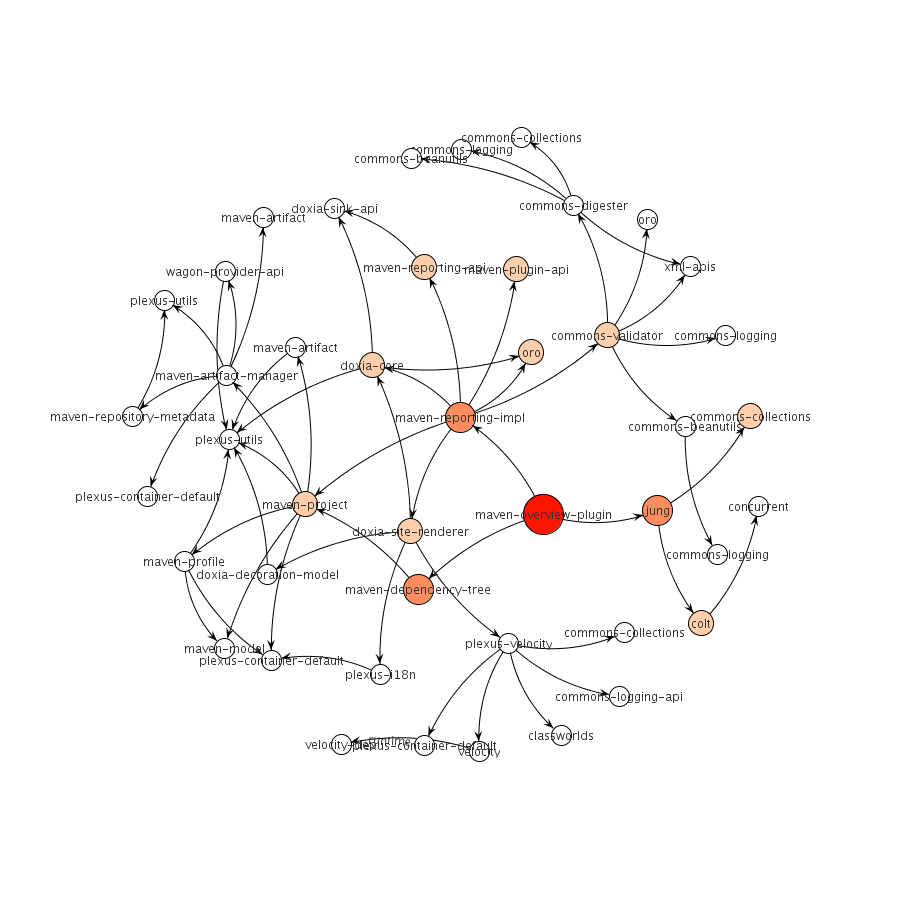 commons-collections
commons-logging
commons-beanutils
commons-digester
doxia-sink-api
maven-artifact
oro
wagon-provider-api
maven-reporting-api
maven-plugin-api
xml-apis
plexus-utils
commons-validator
commons-logging
maven-artifact
oro
doxia-core
maven-artifact-manager
maven-repository-metadata
maven-reporting-impl
commons-collections
commons-beanutils
plexus-utils
plexus-container-default
maven-project
concurrent
maven-overview-plugin
jung
doxia-site-renderer
commons-logging
maven-profile
doxia-decoration-model
maven-dependency-tree
colt
commons-collections
plexus-velocity
maven-model
plexus-container-default
plexus-i18n
commons-logging-api
classworlds
runtime
plexus-container-default
velocity